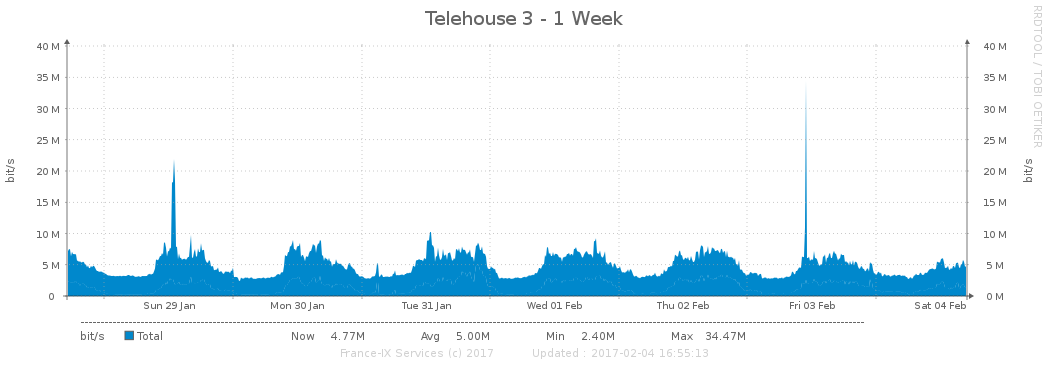 Telehouse 3 - 1 Week
RRDTOOL / TOBI OETIKER
40 M 40 M
35 M 35 M
30 M 30 M
25 M 25 M
20 M 20 M
15 M 15 M
10 M 10 M
5 M 5 M
0 0 M
bit/s
bit/s
Sun 29 Jan Mon 30 Jan Tue 31 Jan Wed 01 Feb Thu 02 Feb Fri 03 Feb Sat 04 Feb
bit/s Total Now 4.77M Avg 5.00M Min 2.40M Max 34.47M
France-IX Services (c) 2017 Updated : 2017-02-04 16:55:13